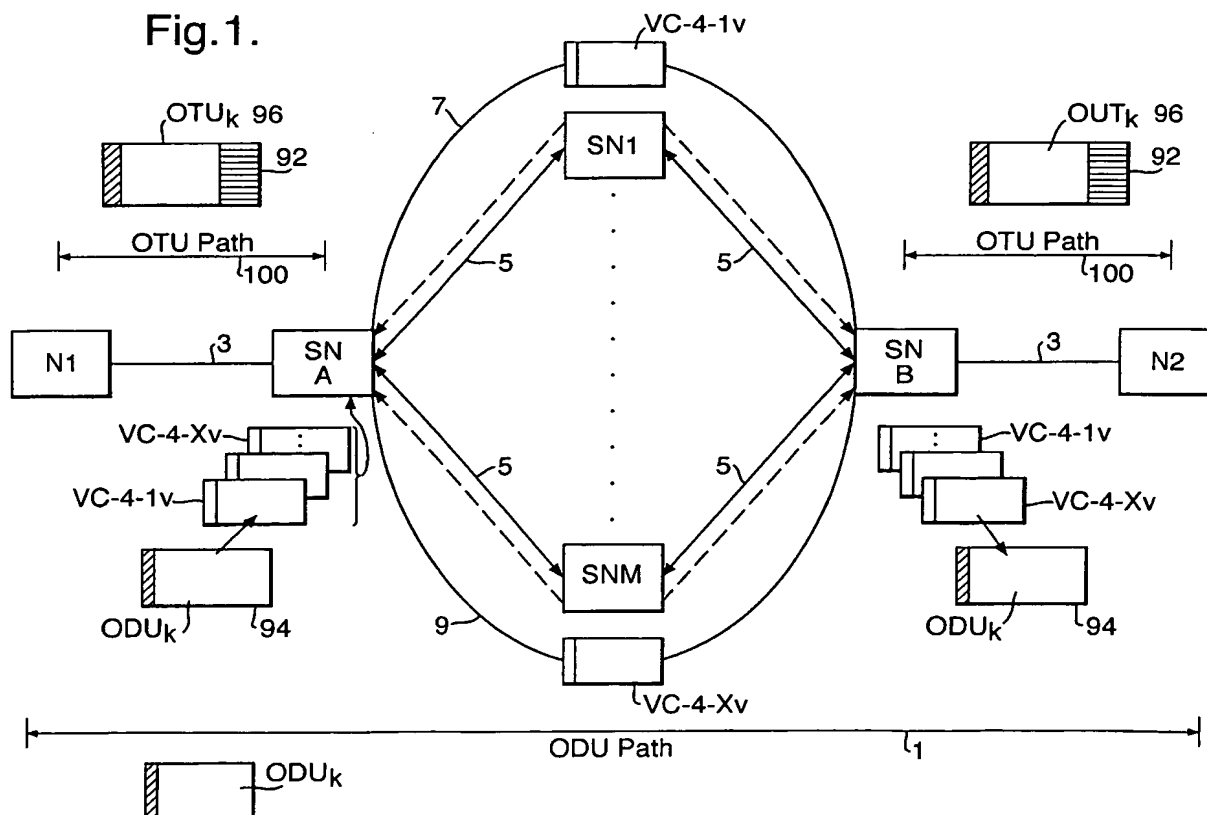 Fig.1.
VC-4-1v
7
OTUk 96
92
SN1
OUTk 96
92
OTU Path
100
5
5
OTU Path
100
N1
3
SN A
SN B
3
N2
VC-4-Xv
VC-4-1v
5
5
VC-4-1v
VC-4-Xv
SNM
ODUk
94
9
ODUk
94
VC-4-Xv
ODU Path
1
ODUk